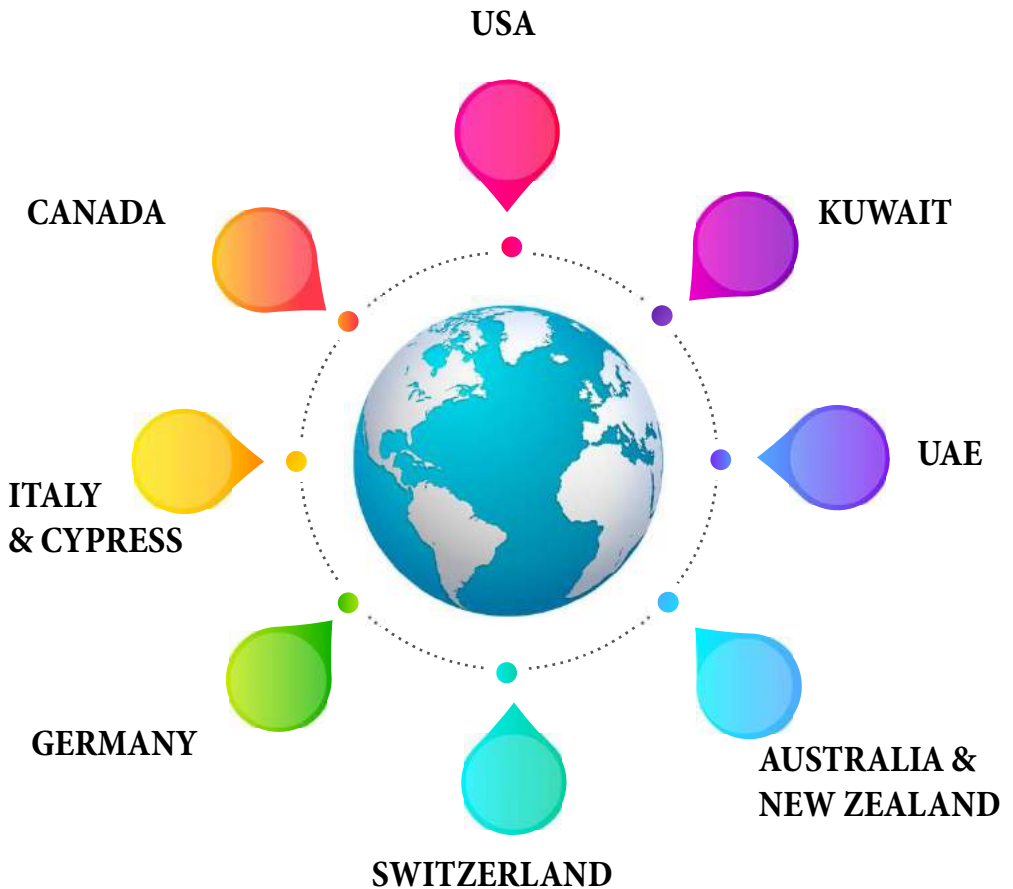 USA
CANADA
KUWAIT
UAE
ITALY
& CYPRESS
GERMANY
AUSTRALIA &
NEW ZEALAND
SWITZERLAND